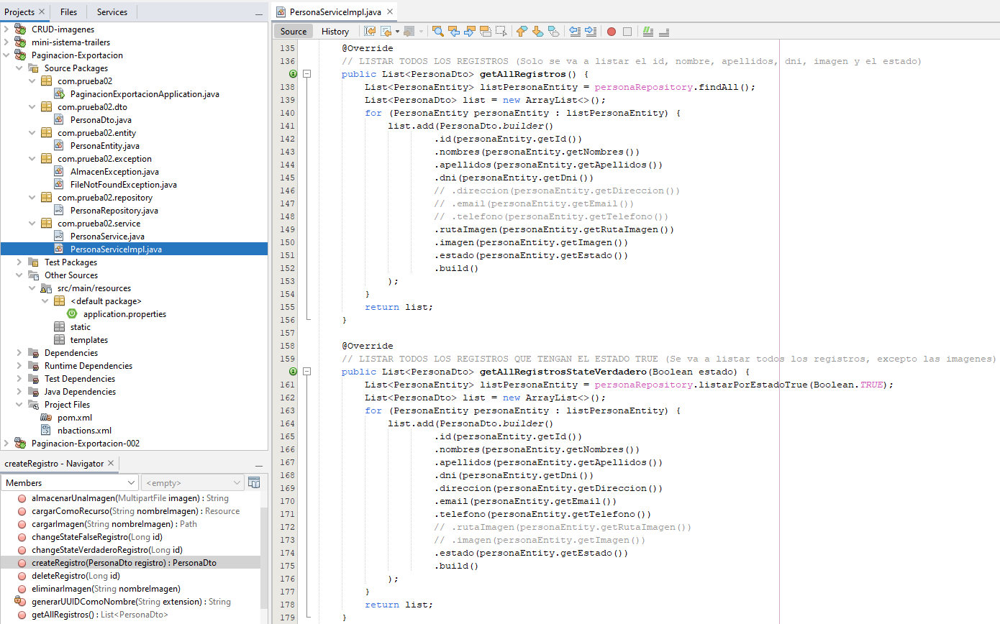 Projects
Files
Services
CRUD-imagenes
mini-sistema-trailers
Paginacion-Exportacion
Source Packages
com.prueba02
PaginacionExportacionApplication.java
com.prueba02.dto
PersonaDto.java
com.prueba02.entity
PersonaEntity.java
com.prueba02.exception
AlmacenException.java
FileNotFoundException.java
com.prueba02.repository
PersonaRepository.java
com.prueba02.service
PersonaService.java
PersonaServiceImpl.java
Test Packages
Other Sources
src/main/resources
<default package>
application.properties
static
templates
Dependencies
Runtime Dependencies
Test Dependencies
Java Dependencies
Project Files
pom.xml
nbactions.xml
Paginacion-Exportacion-002
createRegistro - Navigator
Members
<empty>
almacenarUnaImagen(MultipartFile imagen) : String
cargarComoRecurso(String nombreImagen) : Resource
cargarImagen(String nombreImagen) : Path
changeStateFalseRegistro(Long id)
changeStateVerdaderoRegistro(Long id)
createRegistro(PersonaDto registro) : PersonaDto
deleteRegistro(Long id)
eliminarImagen(String nombreImagen)
generarUUIDComoNombre(String extension) : String
getAllRegistros() : List<PersonaDto>
PersonaServiceImpl.java
Source
History
135 @Override
136 // LISTAR TODOS LOS REGISTROS (Solo se va a listar el id, nombre, apellidos, dni, imagen y el estado)
public List<PersonaDto> getAllRegistros() {
138 List<PersonaEntity> listPersonaEntity = personaRepository.findAll();
139 List<PersonaDto> list = new ArrayList<>();
140 for (PersonaEntity personaEntity : listPersonaEntity) {
141 list.add(PersonaDto.builder()
142 .id(personaEntity.getId())
143 .nombres(personaEntity.getNombres())
144 .apellidos(personaEntity.getApellidos())
145 .dni(personaEntity.getDni())
146 // .direccion(personaEntity.getDireccion())
147 // .email(personaEntity.getEmail())
148 // .telefono(personaEntity.getTelefono())
149 .rutaImagen(personaEntity.getRutaImagen())
150 .imagen(personaEntity.getImagen())
151 .estado(personaEntity.getEstado())
152 .build()
153 );
154 }
155 return list;
156 }
157
158 @Override
159 // LISTAR TODOS LOS REGISTROS QUE TENGAN EL ESTADO TRUE (Se va a listar todos los registros, excepto las imagenes)
public List<PersonaDto> getAllRegistrosStateVerdadero(Boolean estado) {
161 List<PersonaEntity> listPersonaEntity = personaRepository.listarPorEstadoTrue(Boolean.TRUE);
162 List<PersonaDto> list = new ArrayList<>();
163 for (PersonaEntity personaEntity : listPersonaEntity) {
164 list.add(PersonaDto.builder()
165 .id(personaEntity.getId())
166 .nombres(personaEntity.getNombres())
167 .apellidos(personaEntity.getApellidos())
168 .dni(personaEntity.getDni())
169 .direccion(personaEntity.getDireccion())
170 .email(personaEntity.getEmail())
171 .telefono(personaEntity.getTelefono())
172 // .rutaImagen(personaEntity.getRutaImagen())
173 // .imagen(personaEntity.getImagen())
174 .estado(personaEntity.getEstado())
175 .build()
176 );
177 }
178 return list;
179 }